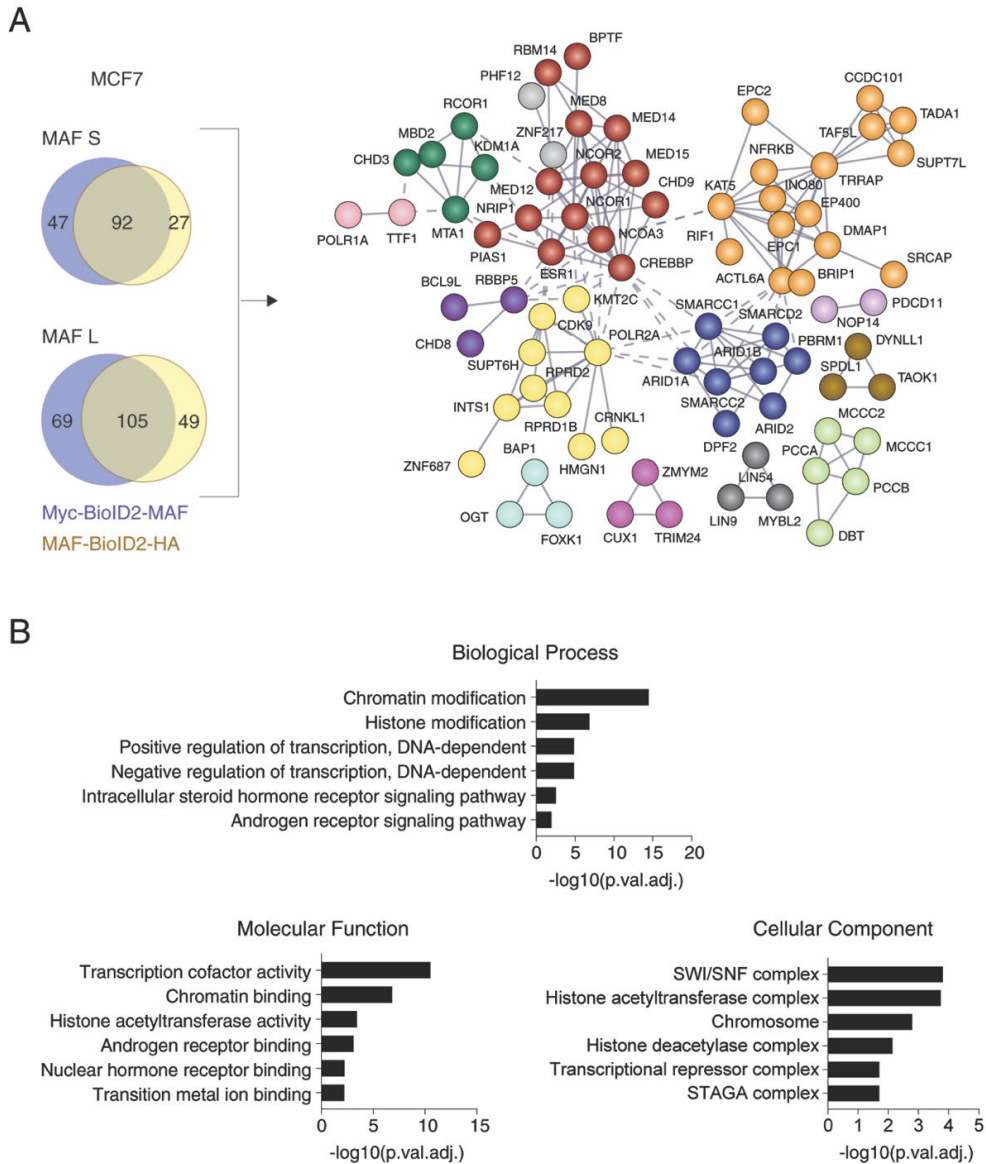 A
MCF7
MAF S
47
92
27
MAF L
69
105
49
Myc-BioID2-MAF
MAF-BioID2-HA
RBM14
BPTF
PHF12
RCOR1
MED8
MED14
MBD2
KDM1A
ZNF217
NCOR2
MED15
CHD3
MED12
NCOR1
CHD9
NRIP1
NCOA3
POLR1A
TTF1
MTA1
PIAS1
ESR1
CREBBP
EPC2
CCDC101
TADA1
TAF5L
NFRKB
SUPT7L
KAT5
INO80
TRRAP
EP400
RIF1
EPC1
DMAP1
SRCAP
ACTL6A
BRIP1
BCL9L
RBBP5
KMT2C
CDK9
POLR2A
CHD8
SUPT6H
RPRD2
INTS1
RPRD1B
CRNKL1
ZNF687
HMGN1
SMARCC1
SMARCD2
PBRM1
ARID1B
ARID1A
SMARCC2
ARID2
DPF2
NOP14
PDCD11
DYNLL1
SPDL1
TAOK1
MCCC2
MCCC1
PCCA
PCCB
DBT
BAP1
OGT
FOXK1
ZMYM2
CUX1
TRIM24
LIN54
LIN9
MYBL2
B
Biological Process
Chromatin modification
Histone modification
Positive regulation of transcription, DNA-dependent
Negative regulation of transcription, DNA-dependent
Intracellular steroid hormone receptor signaling pathway
Androgen receptor signaling pathway
0 5 10 15 20
-log10(p.val.adj.)
Molecular Function
Transcription cofactor activity
Chromatin binding
Histone acetyltransferase activity
Androgen receptor binding
Nuclear hormone receptor binding
Transition metal ion binding
0 5 10 15
-log10(p.val.adj.)
Cellular Component
SWI/SNF complex
Histone acetyltransferase complex
Chromosome
Histone deacetylase complex
Transcriptional repressor complex
STAGA complex
0 1 2 3 4 5
-log10(p.val.adj.)